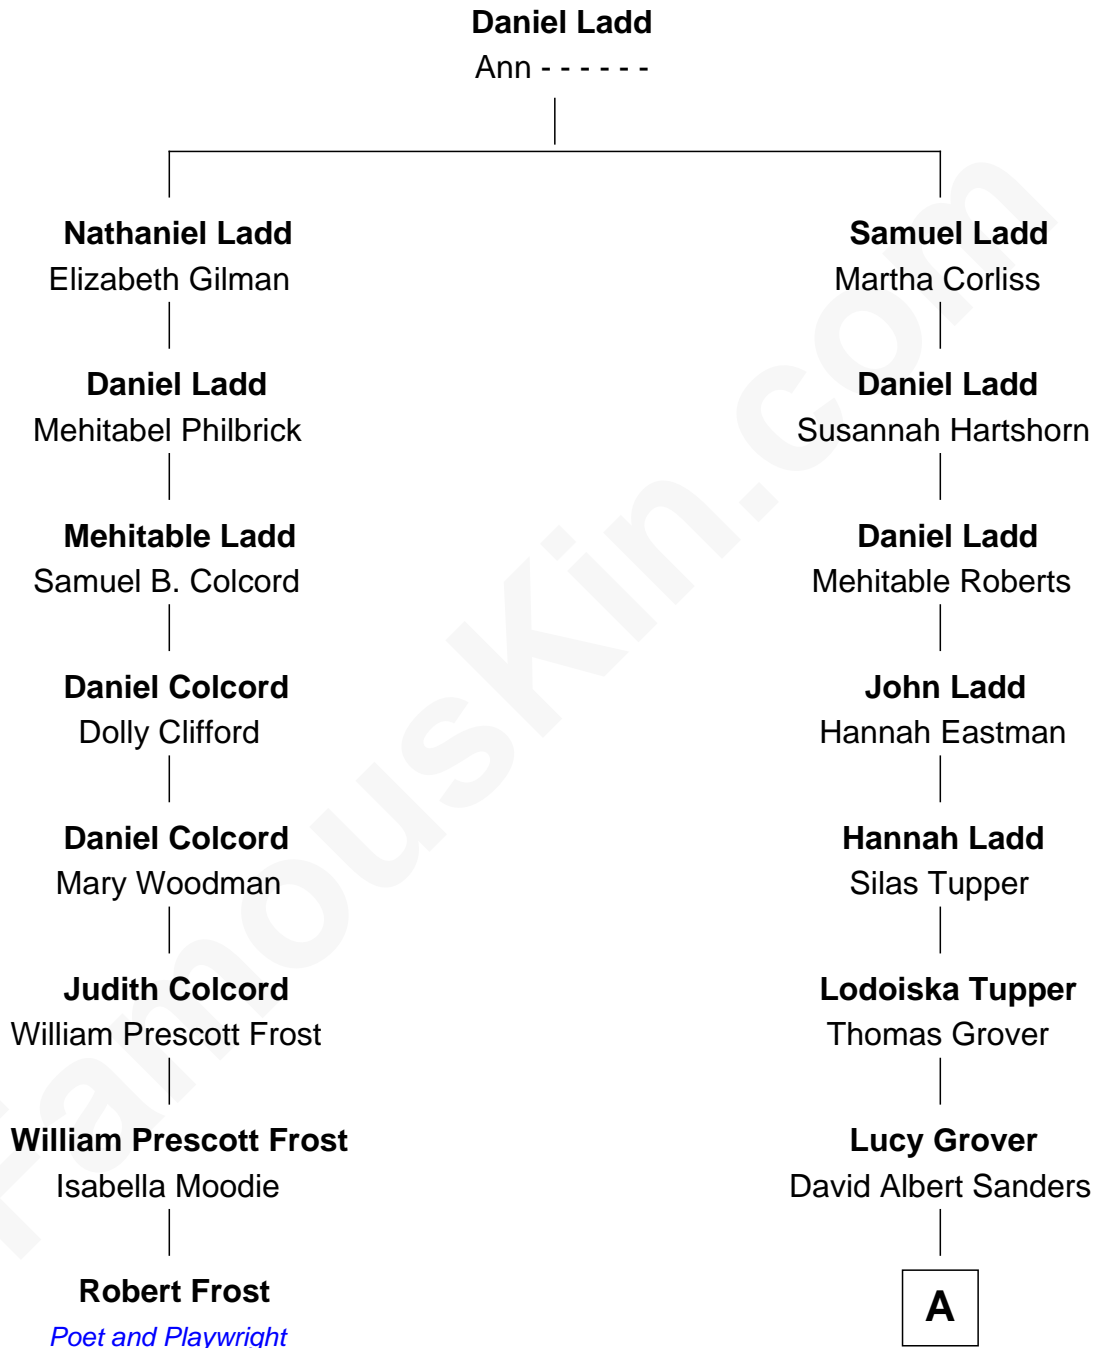 Daniel Ladd
Ann - - - - - -
Nathaniel Ladd
Elizabeth Gilman
Samuel Ladd
Martha Corliss
Daniel Ladd
Mehitabel Philbrick
Daniel Ladd
Susannah Hartshorn
Mehitable Ladd
Samuel B. Colcord
Daniel Ladd
Mehitable Roberts
Daniel Colcord
Dolly Clifford
John Ladd
Hannah Eastman
Daniel Colcord
Mary Woodman
Hannah Ladd
Silas Tupper
Judith Colcord
William Prescott Frost
Lodoiska Tupper
Thomas Grover
William Prescott Frost
Isabella Moodie
Lucy Grover
David Albert Sanders
Robert Frost
Poet and Playwright
A
FamousKin.com